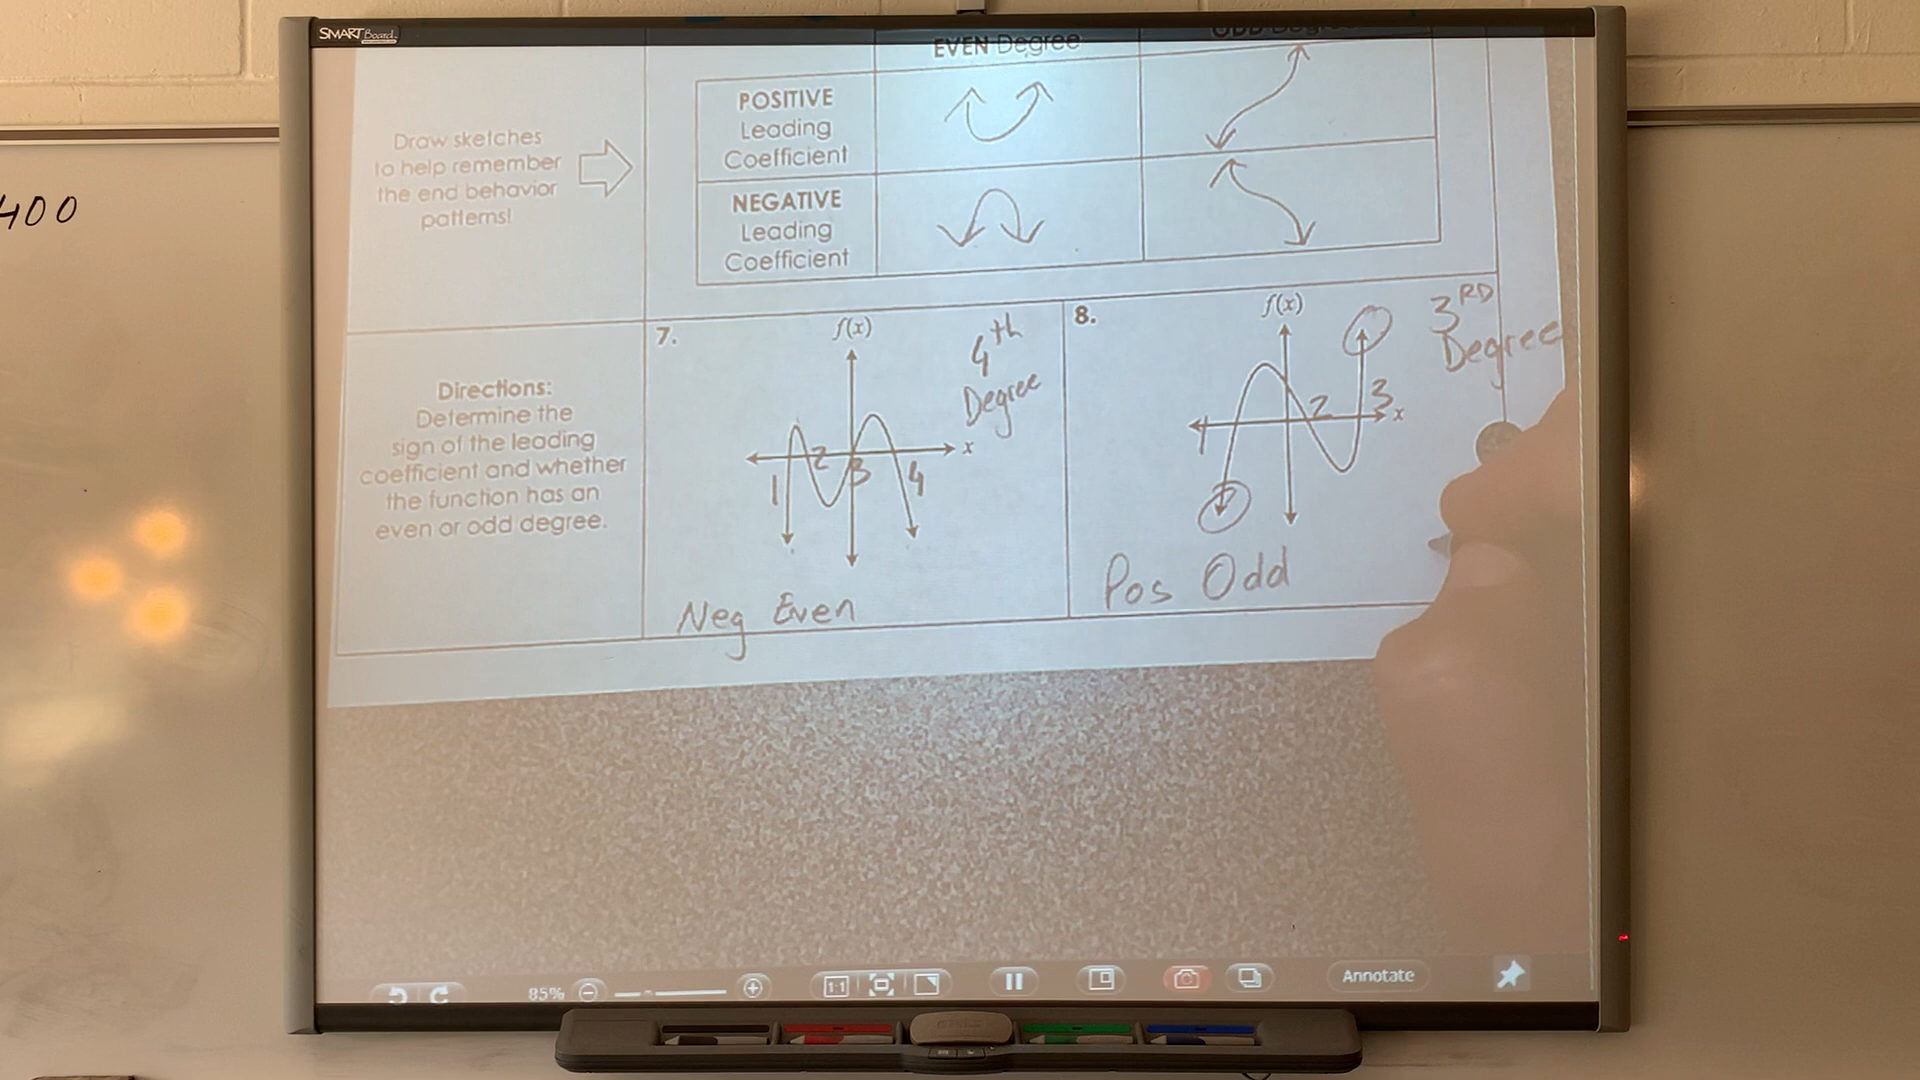 SMART Board
EVEN Degree
ODD Degree
400
Draw sketches
to help remember
the end behavior
patterns!
POSITIVE
Leading
Coefficient
NEGATIVE
Leading
Coefficient
Directions:
Determine the
sign of the leading
coefficient and whether
the function has an
even or odd degree.
7.
f(x)
4th
Degree
x
1
2
3
4
Neg Even
8.
f(x)
3RD
Degree
x
1
2
3
Pos Odd
85%
1:1
Annotate